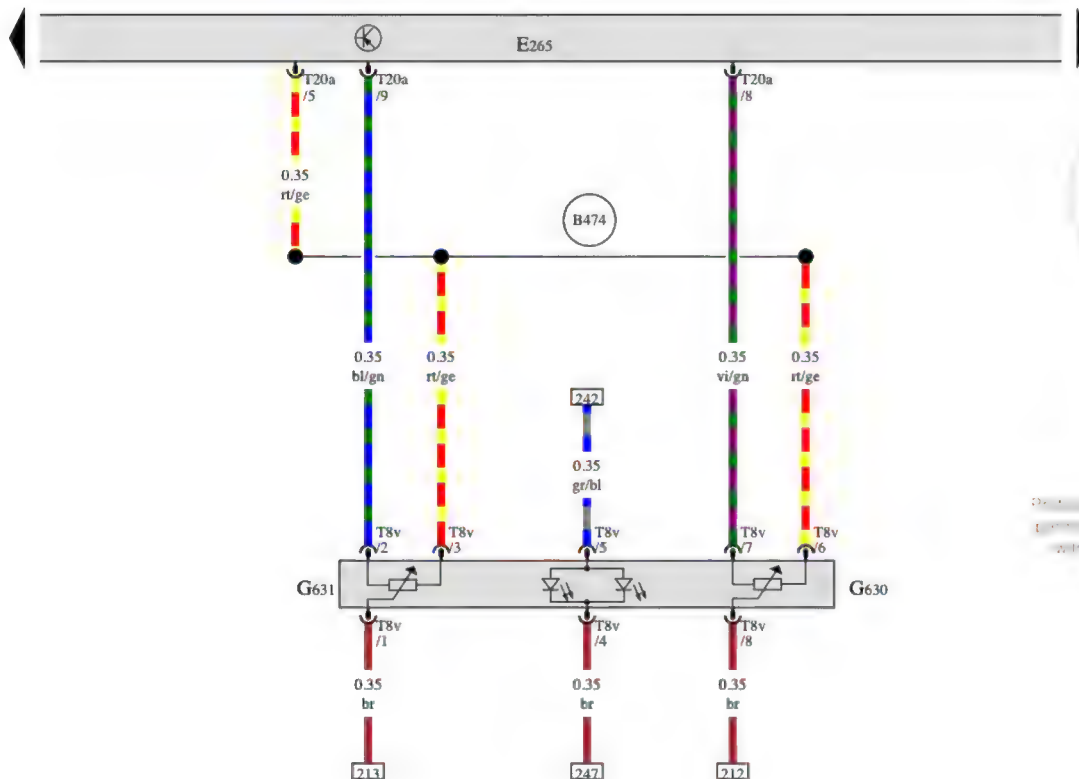 E265
T20a
/5
T20a
/9
T20a
/8
0.35
rt/ge
B474
0.35
bl/gn
0.35
rt/ge
0.35
vi/gn
0.35
rt/ge
242
0.35
gr/bl
T8v
/2
T8v
/3
T8v
/5
T8v
/7
T8v
/6
G631
G630
T8v
/1
T8v
/4
T8v
/8
0.35
br
0.35
br
0.35
br
213
247
212